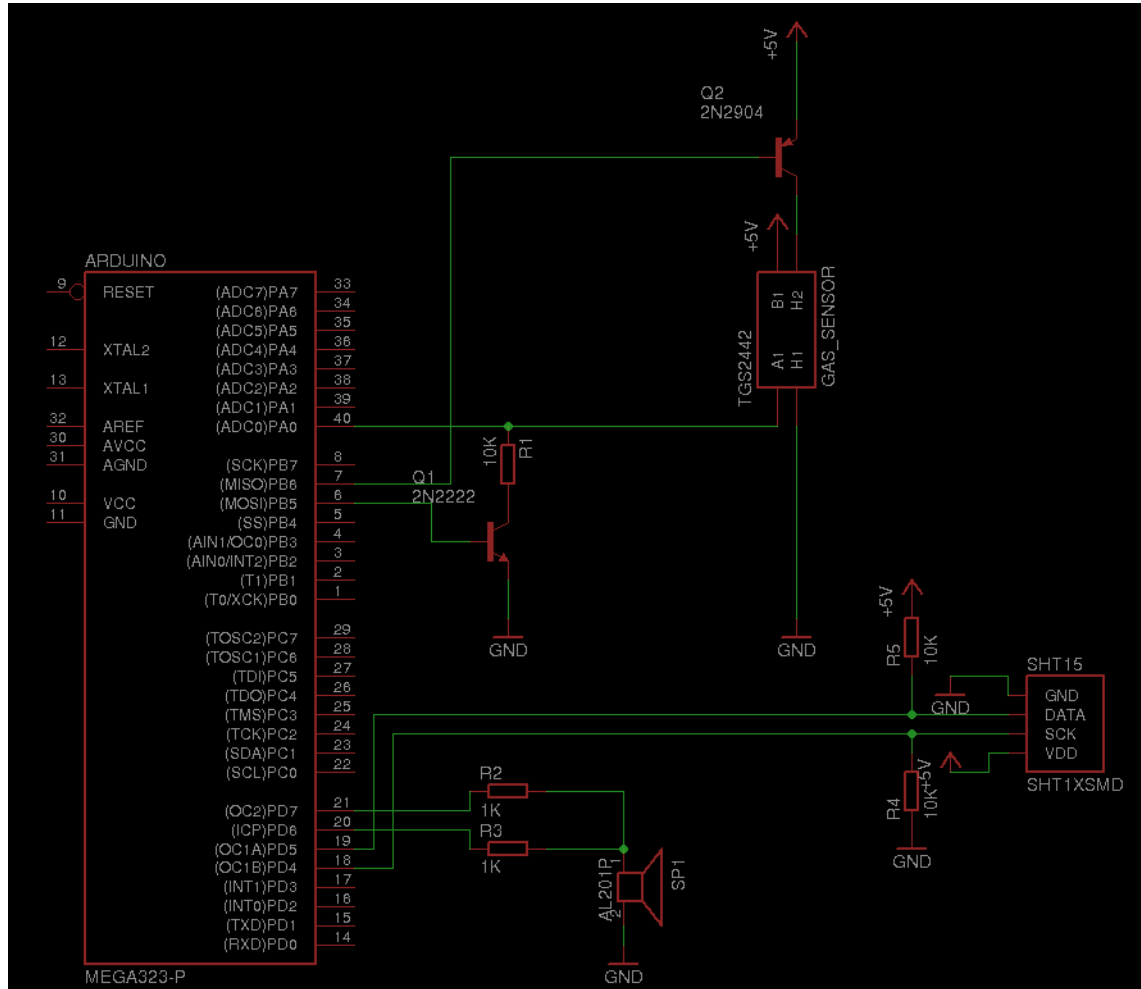 +5V
Q2
2N2904
+5V
B1
H2
A1
H1
TGS2442
GAS_SENSOR
ARDUINO
9
RESET
12
XTAL2
13
XTAL1
32
AREF
30
AVCC
31
AGND
10
VCC
11
GND
(ADC7)PA7 33
(ADC6)PA6 34
(ADC5)PA5 35
(ADC4)PA4 36
(ADC3)PA3 37
(ADC2)PA2 38
(ADC1)PA1 39
(ADC0)PA0 40
(SCK)PB7 8
(MISO)PB6 7
(MOSI)PB5 6
(SS)PB4 5
(AIN1/OC0)PB3 4
(AIN0/INT2)PB2 3
(T1)PB1 2
(T0/XCK)PB0 1
(TOSC2)PC7 29
(TOSC1)PC6 28
(TDI)PC5 27
(TDO)PC4 26
(TMS)PC3 25
(TCK)PC2 24
(SDA)PC1 23
(SCL)PC0 22
(OC2)PD7 21
(ICP)PD6 20
(OC1A)PD5 19
(OC1B)PD4 18
(INT1)PD3 17
(INT0)PD2 16
(TXD)PD1 15
(RXD)PD0 14
MEGA323-P
10K
R1
Q1
2N2222
GND
GND
+5V
R5
10K
GND
SHT15
GND
DATA
SCK
VDD
SHT1XSMD
+5V
R4
10K
GND
R2
1K
R3
1K
AL201P
1
2
SP1
GND